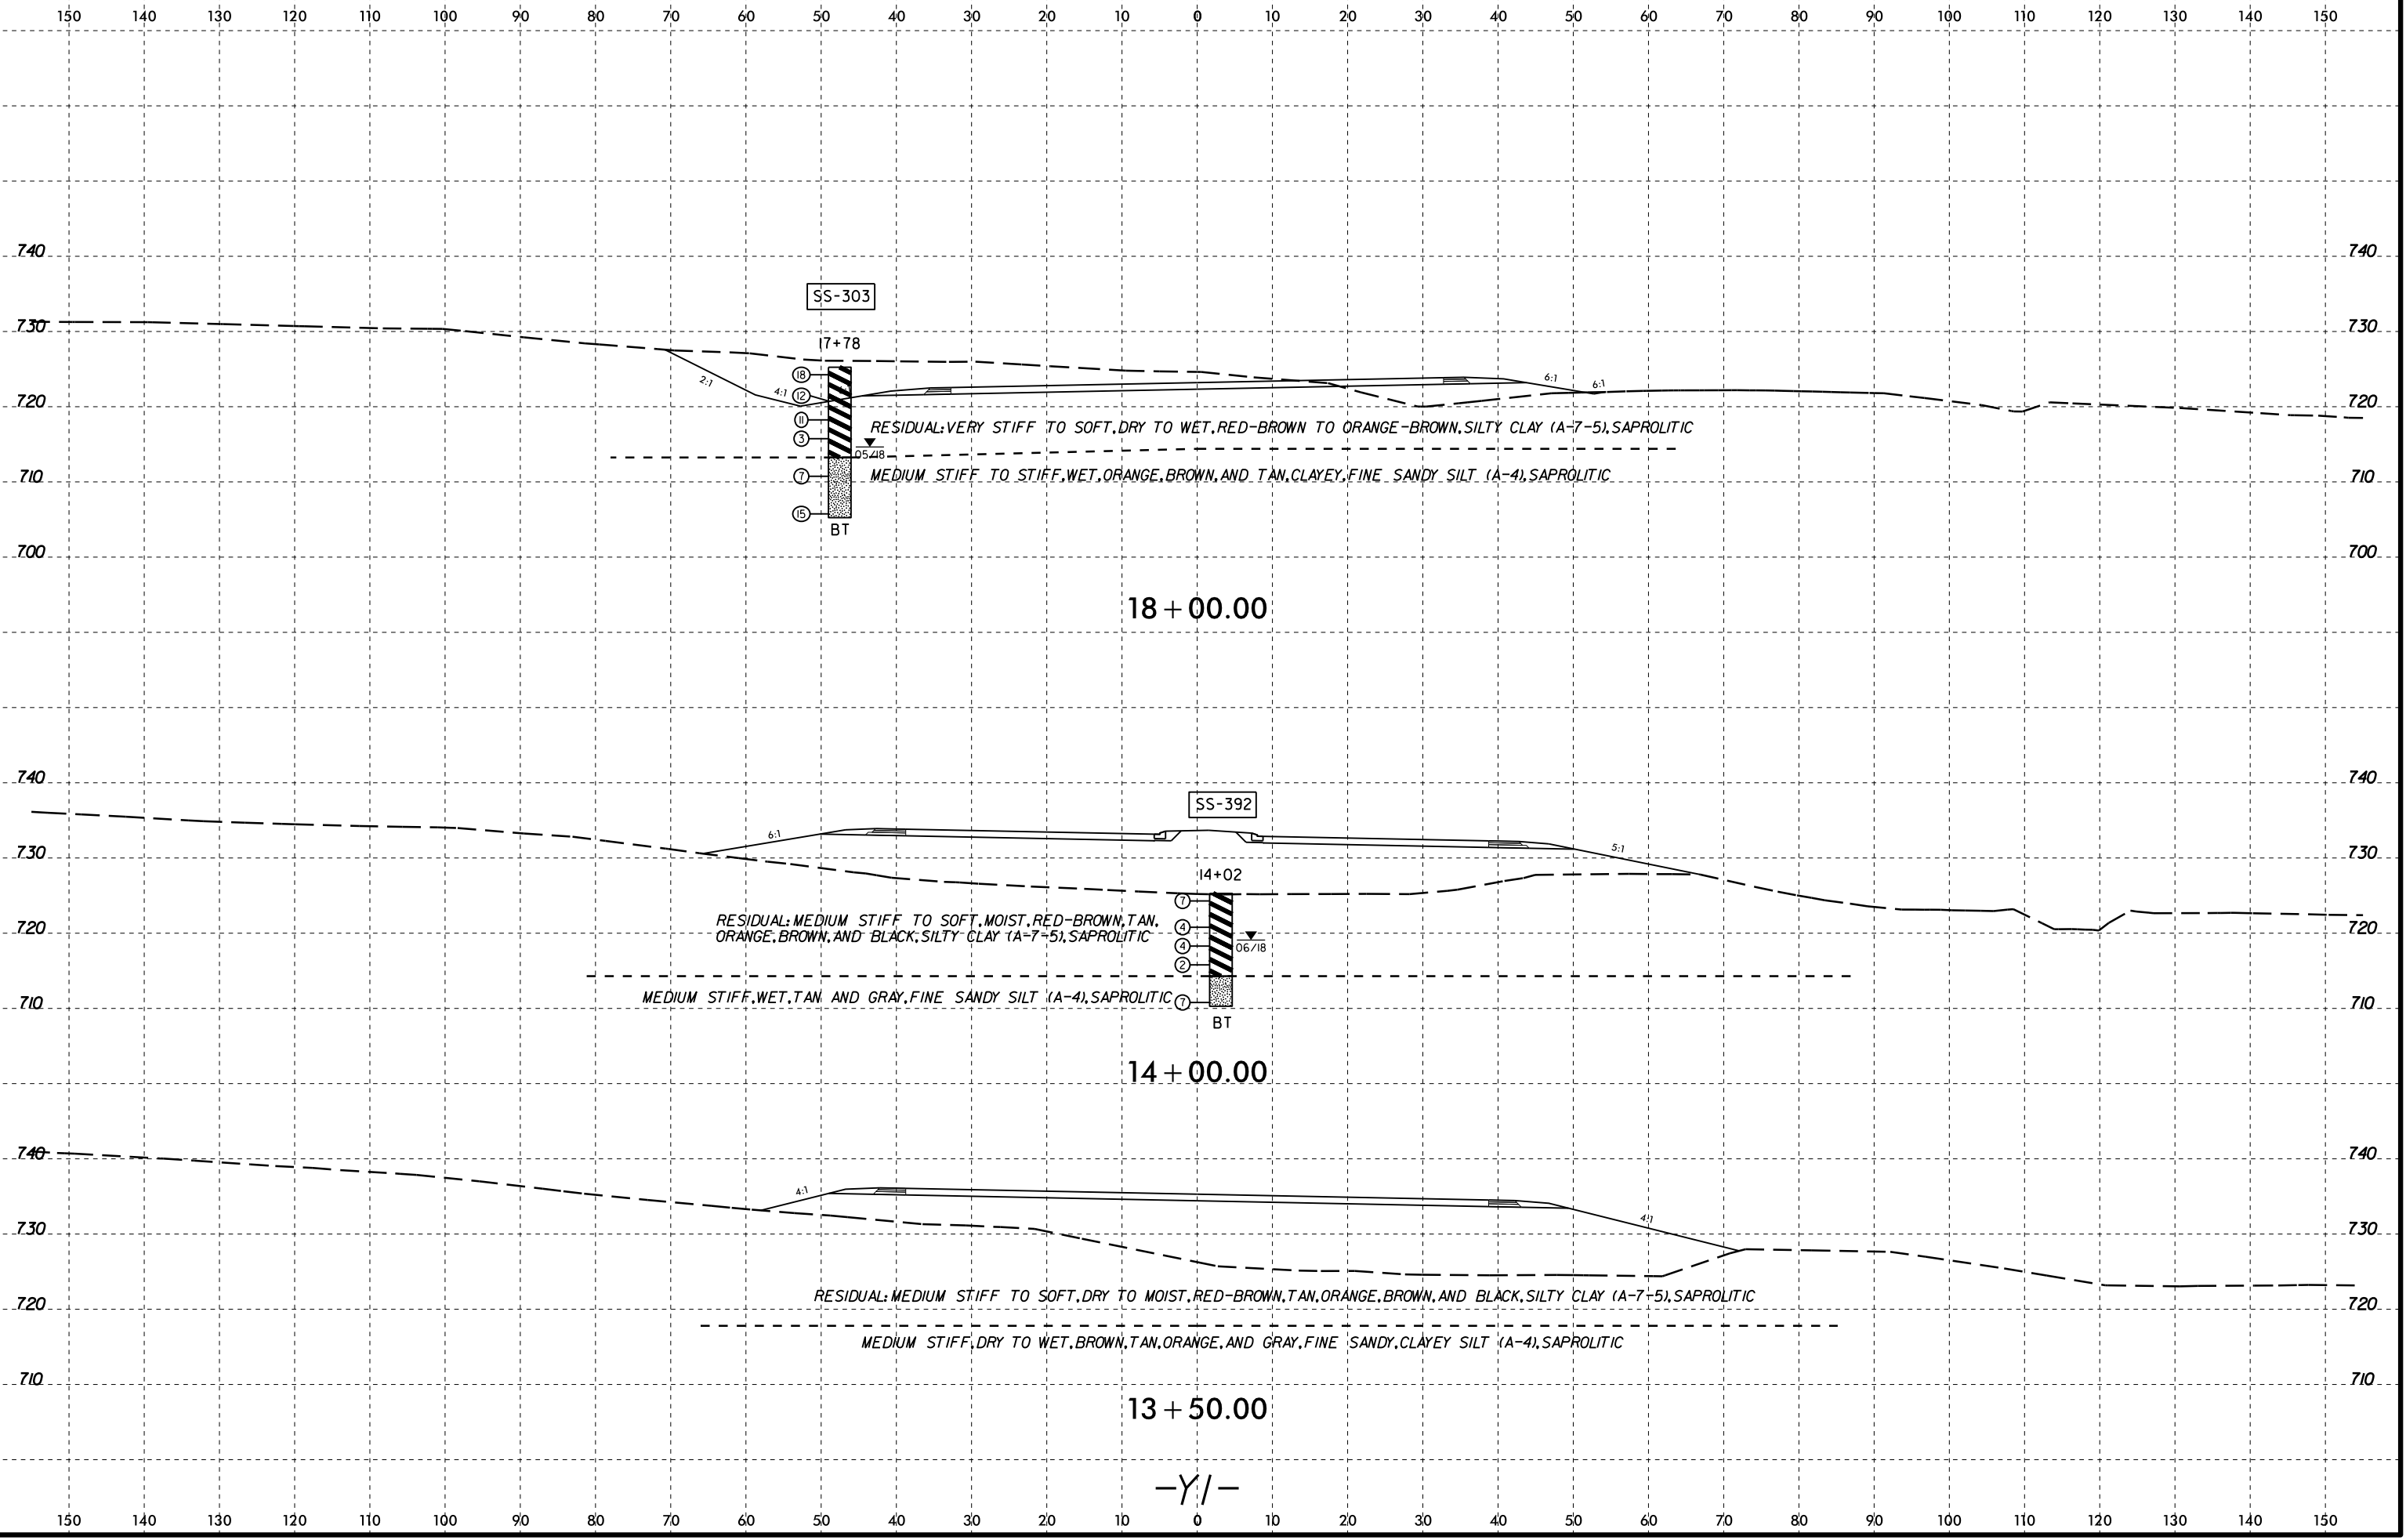 150 140 130 120 110 100 90 80 70 60 50 40 30 20 10 0 10 20 30 40 50 60 70 80 90 100 110 120 130 140 150
740 740
SS-303
730 730
17+78
18
2:1 4:1 12 6:1 6:1
720 720
11
RESIDUAL: VERY STIFF TO SOFT, DRY TO WET, RED-BROWN TO ORANGE-BROWN, SILTY CLAY (A-7-5), SAPROLITIC
3
05/18
710 7 MEDIUM STIFF TO STIFF, WET, ORANGE, BROWN, AND TAN, CLAYEY, FINE SANDY SILT (A-4), SAPROLITIC 710
15
BT
700 700
18+00.00
740 740
SS-392
6:1
5:1
730 730
14+02
7
RESIDUAL: MEDIUM STIFF TO SOFT, MOIST, RED-BROWN, TAN,
4
720 720
ORANGE, BROWN, AND BLACK, SILTY CLAY (A-7-5), SAPROLITIC
4 06/18
2
MEDIUM STIFF, WET, TAN AND GRAY, FINE SANDY SILT (A-4), SAPROLITIC 7
710 710
BT
14+00.00
740 740
4:1
4:1
730 730
RESIDUAL: MEDIUM STIFF TO SOFT, DRY TO MOIST, RED-BROWN, TAN, ORANGE, BROWN, AND BLACK, SILTY CLAY (A-7-5), SAPROLITIC
720 720
MEDIUM STIFF, DRY TO WET, BROWN, TAN, ORANGE, AND GRAY, FINE SANDY, CLAYEY SILT (A-4), SAPROLITIC
710 710
13+50.00
-Y1-
150 140 130 120 110 100 90 80 70 60 50 40 30 20 10 0 10 20 30 40 50 60 70 80 90 100 110 120 130 140 150